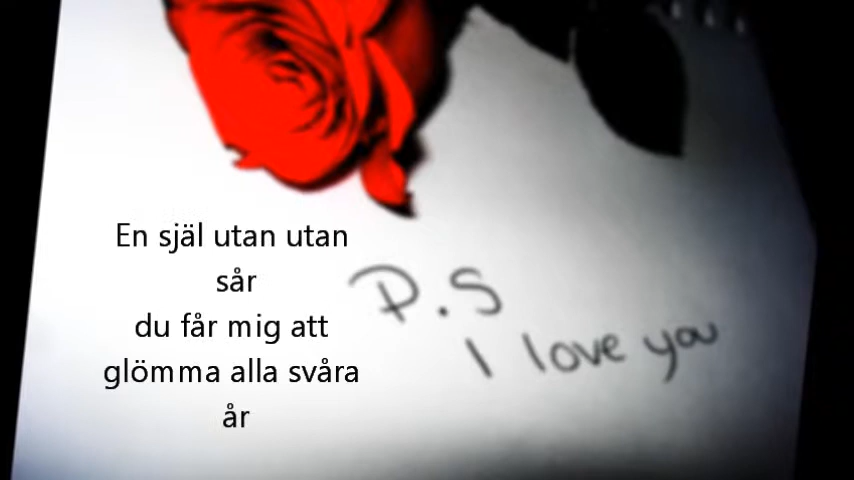 En själ utan utan
sår
du får mig att
glömma alla svåra
år
P.S
I love you